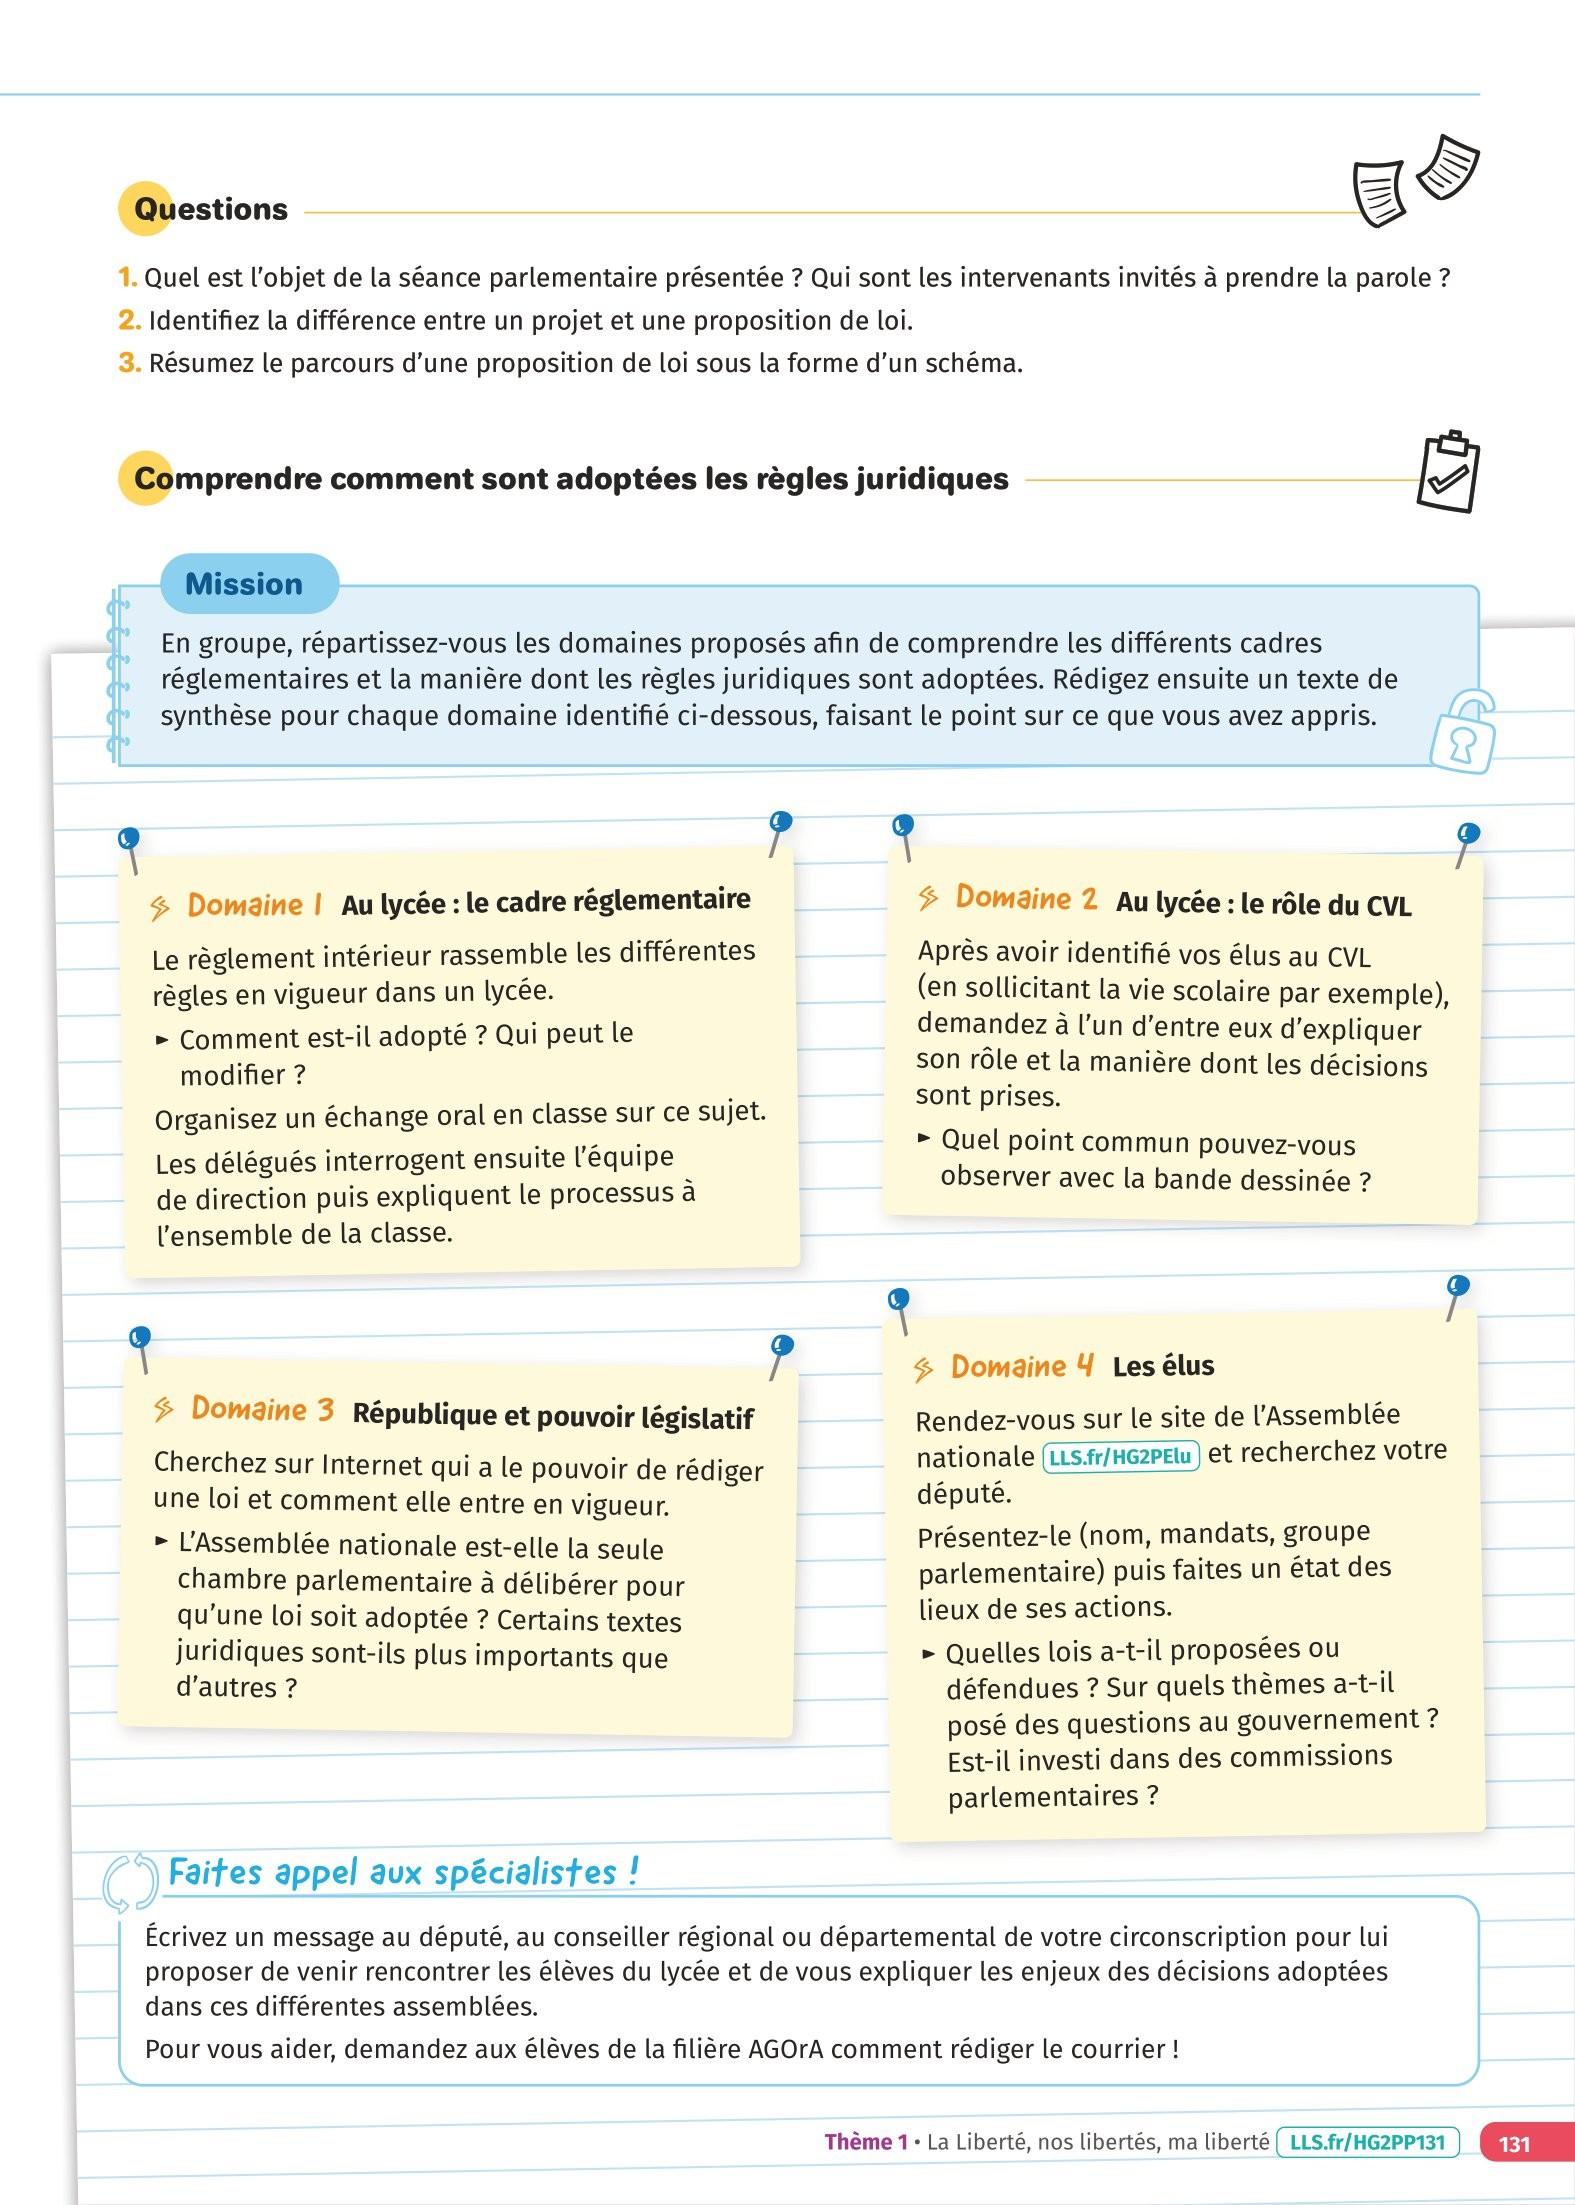 Questions
1. Quel est l'objet de la séance parlementaire présentée ? Qui sont les intervenants invités à prendre la parole ?
2. Identifiez la différence entre un projet et une proposition de loi.
3. Résumez le parcours d'une proposition de loi sous la forme d'un schéma.
Comprendre comment sont adoptées les règles juridiques
Mission
En groupe, répartissez-vous les domaines proposés afin de comprendre les différents cadres
réglementaires et la manière dont les règles juridiques sont adoptées. Rédigez ensuite un texte de
synthèse pour chaque domaine identifié ci-dessous, faisant le point sur ce que vous avez appris.
Domaine 1 Au lycée : le cadre réglementaire
Le règlement intérieur rassemble les différentes
règles en vigueur dans un lycée.
► Comment est-il adopté ? Qui peut le
modifier ?
Organisez un échange oral en classe sur ce sujet.
Les délégués interrogent ensuite l'équipe
de direction puis expliquent le processus à
l'ensemble de la classe.
Domaine 2 Au lycée : le rôle du CVL
Après avoir identifié vos élus au CVL
(en sollicitant la vie scolaire par exemple),
demandez à l'un d'entre eux d'expliquer
son rôle et la manière dont les décisions
sont prises.
► Quel point commun pouvez-vous
observer avec la bande dessinée ?
Domaine 3 République et pouvoir législatif
Cherchez sur Internet qui a le pouvoir de rédiger
une loi et comment elle entre en vigueur.
► L'Assemblée nationale est-elle la seule
chambre parlementaire à délibérer pour
qu'une loi soit adoptée ? Certains textes
juridiques sont-ils plus importants que
d'autres ?
Domaine 4 Les élus
Rendez-vous sur le site de l'Assemblée
nationale LLS.fr/HG2PElu et recherchez votre
député.
Présentez-le (nom, mandats, groupe
parlementaire) puis faites un état des
lieux de ses actions.
► Quelles lois a-t-il proposées ou
défendues ? Sur quels thèmes a-t-il
posé des questions au gouvernement ?
Est-il investi dans des commissions
parlementaires ?
Faites appel aux spécialistes !
Écrivez un message au député, au conseiller régional ou départemental de votre circonscription pour lui
proposer de venir rencontrer les élèves du lycée et de vous expliquer les enjeux des décisions adoptées
dans ces différentes assemblées.
Pour vous aider, demandez aux élèves de la filière AGOrA comment rédiger le courrier !
Thème 1 • La Liberté, nos libertés, ma liberté LLS.fr/HG2PP131 131